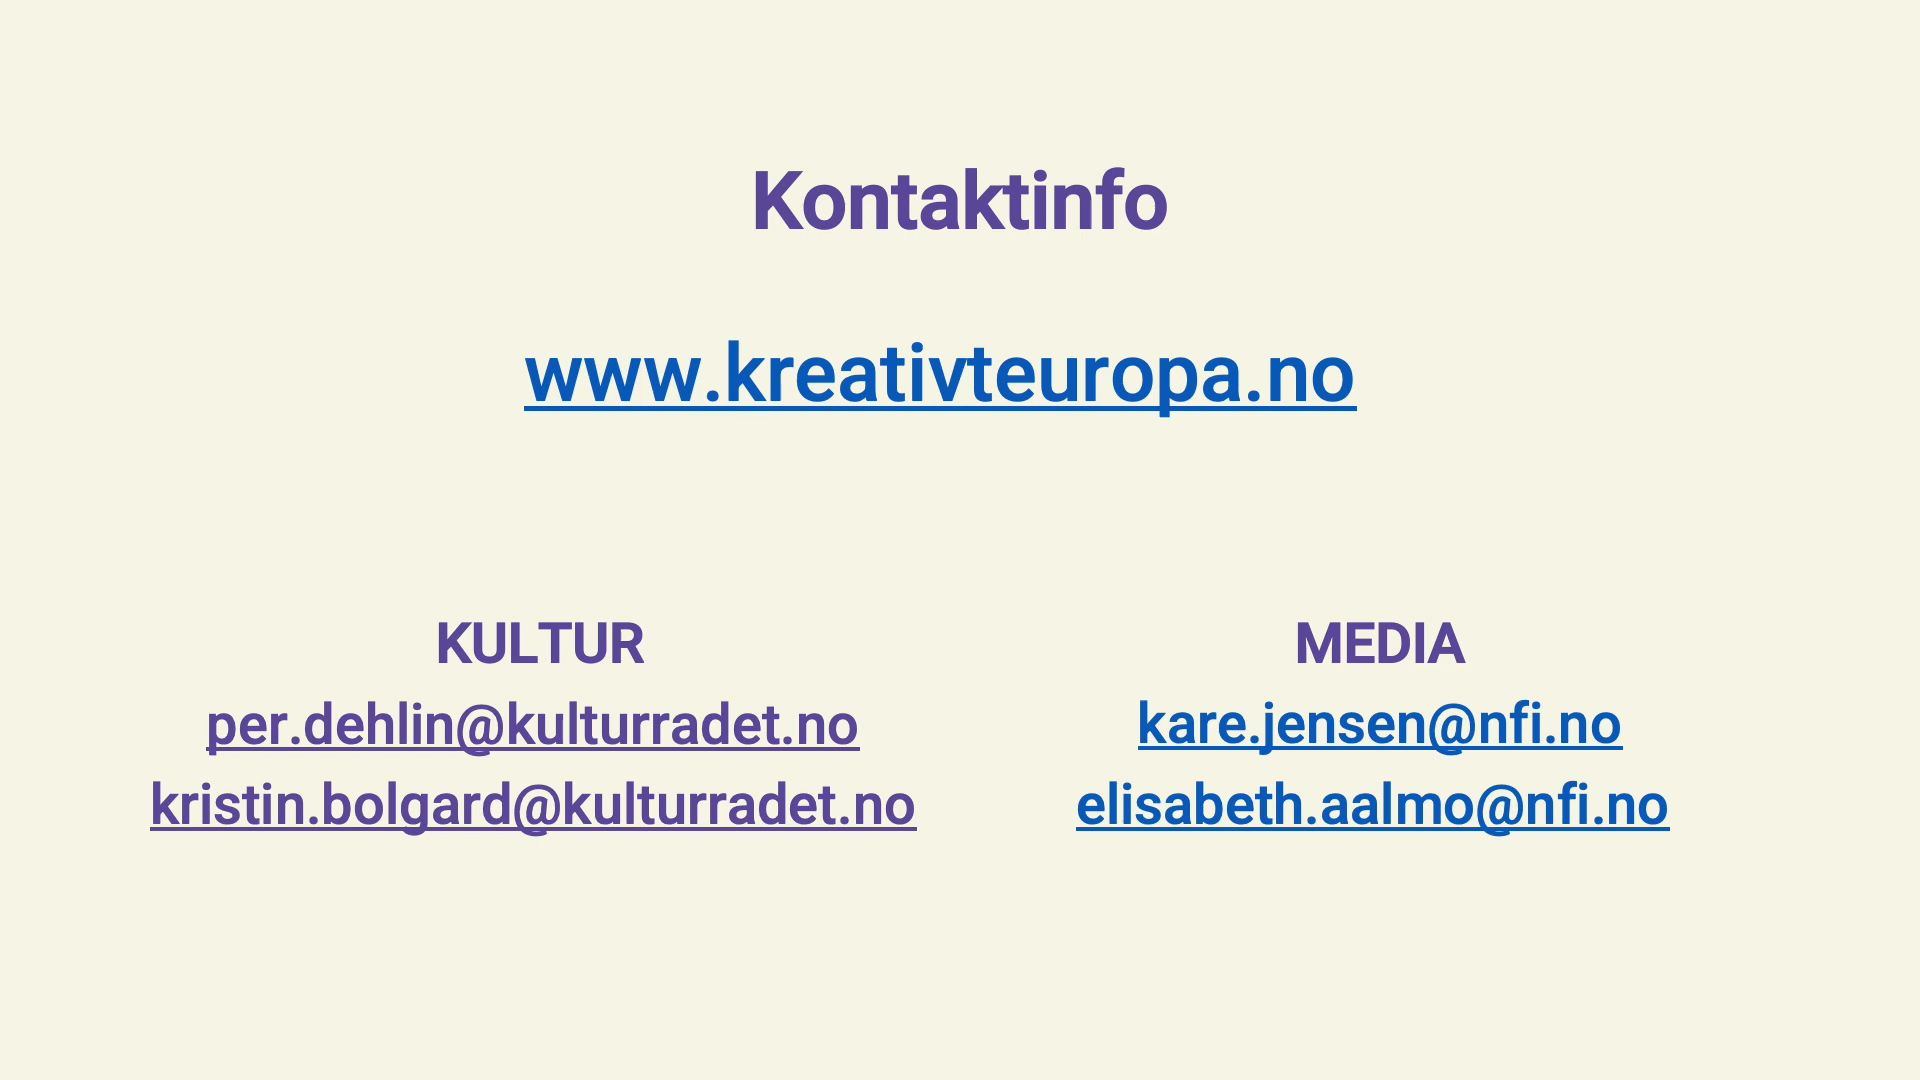 Kontaktinfo
www.kreativteuropa.no
KULTUR
per.dehlin@kulturradet.no
kristin.bolgard@kulturradet.no
MEDIA
kare.jensen@nfi.no
elisabeth.aalmo@nfi.no